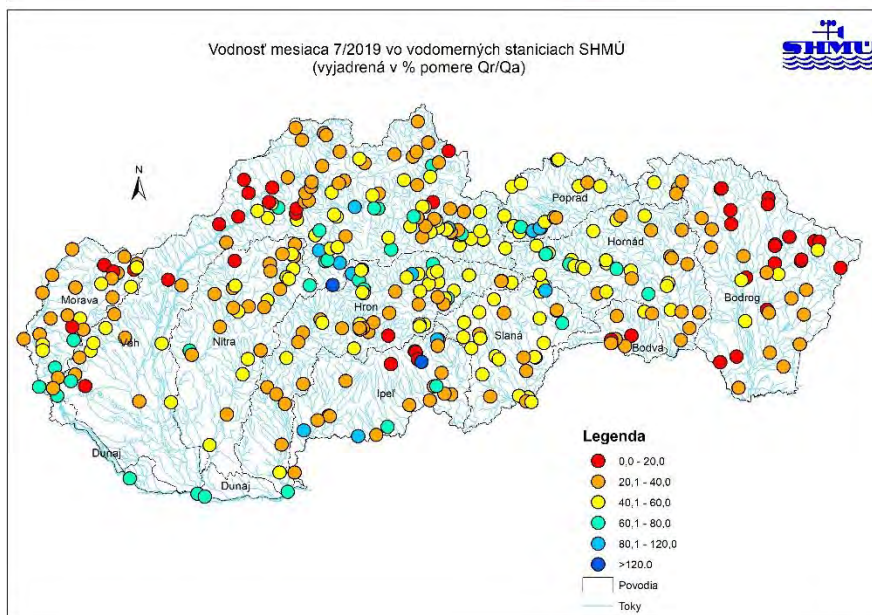 Vodnosť mesiaca 7/2019 vo vodomerných staniciach SHMÚ
(vyjadrená v % pomere Qr/Qa)
SHMÚ
N
Poprad
Hornád
Morava
Hron
Bodrog
Váh
Nitra
Slaná
Bodva
Ipeľ
Dunaj
Dunaj
Legenda
0,0 - 20,0
20,1 - 40,0
40,1 - 60,0
60,1 - 80,0
80,1 - 120,0
>120.0
Povodia
Toky